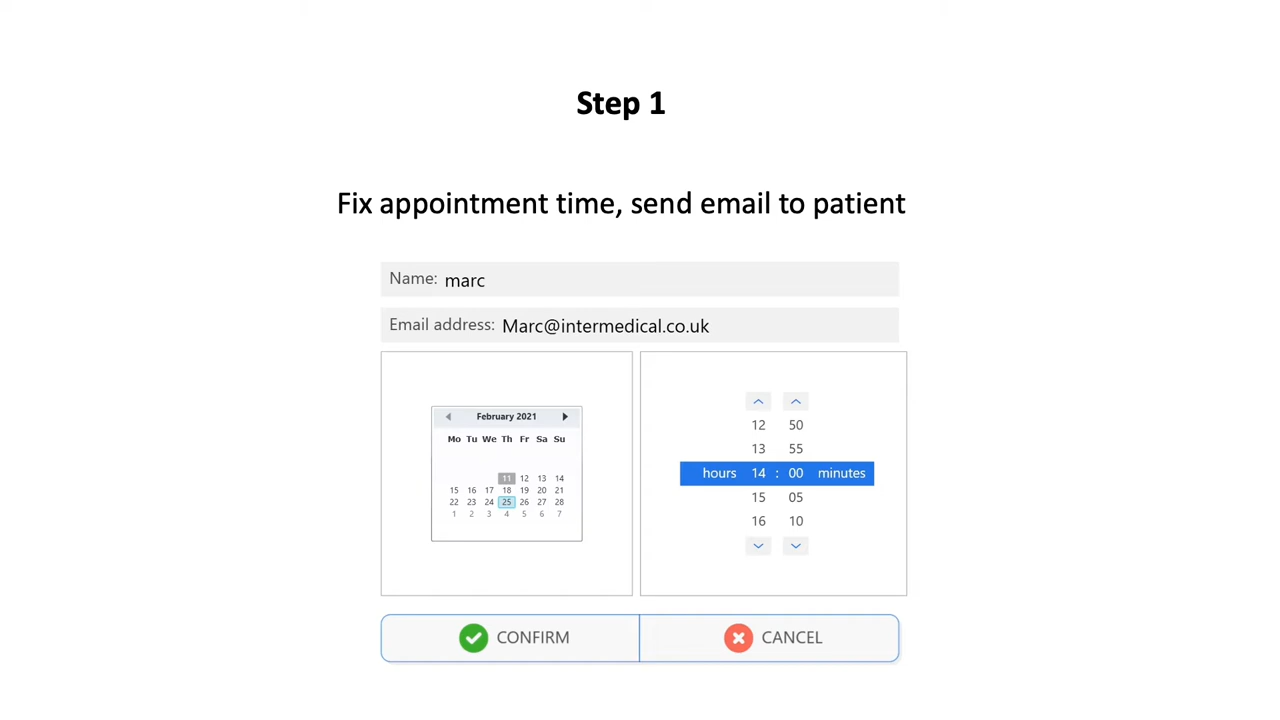 Step 1
Fix appointment time, send email to patient
Name: marc
Email address: Marc@intermedical.co.uk
February 2021
Mo Tu We Th Fr Sa Su
11 12 13 14
15 16 17 18 19 20 21
22 23 24 25 26 27 28
1 2 3 4 5 6 7
12 50
13 55
hours 14 : 00 minutes
15 05
16 10
CONFIRM CANCEL